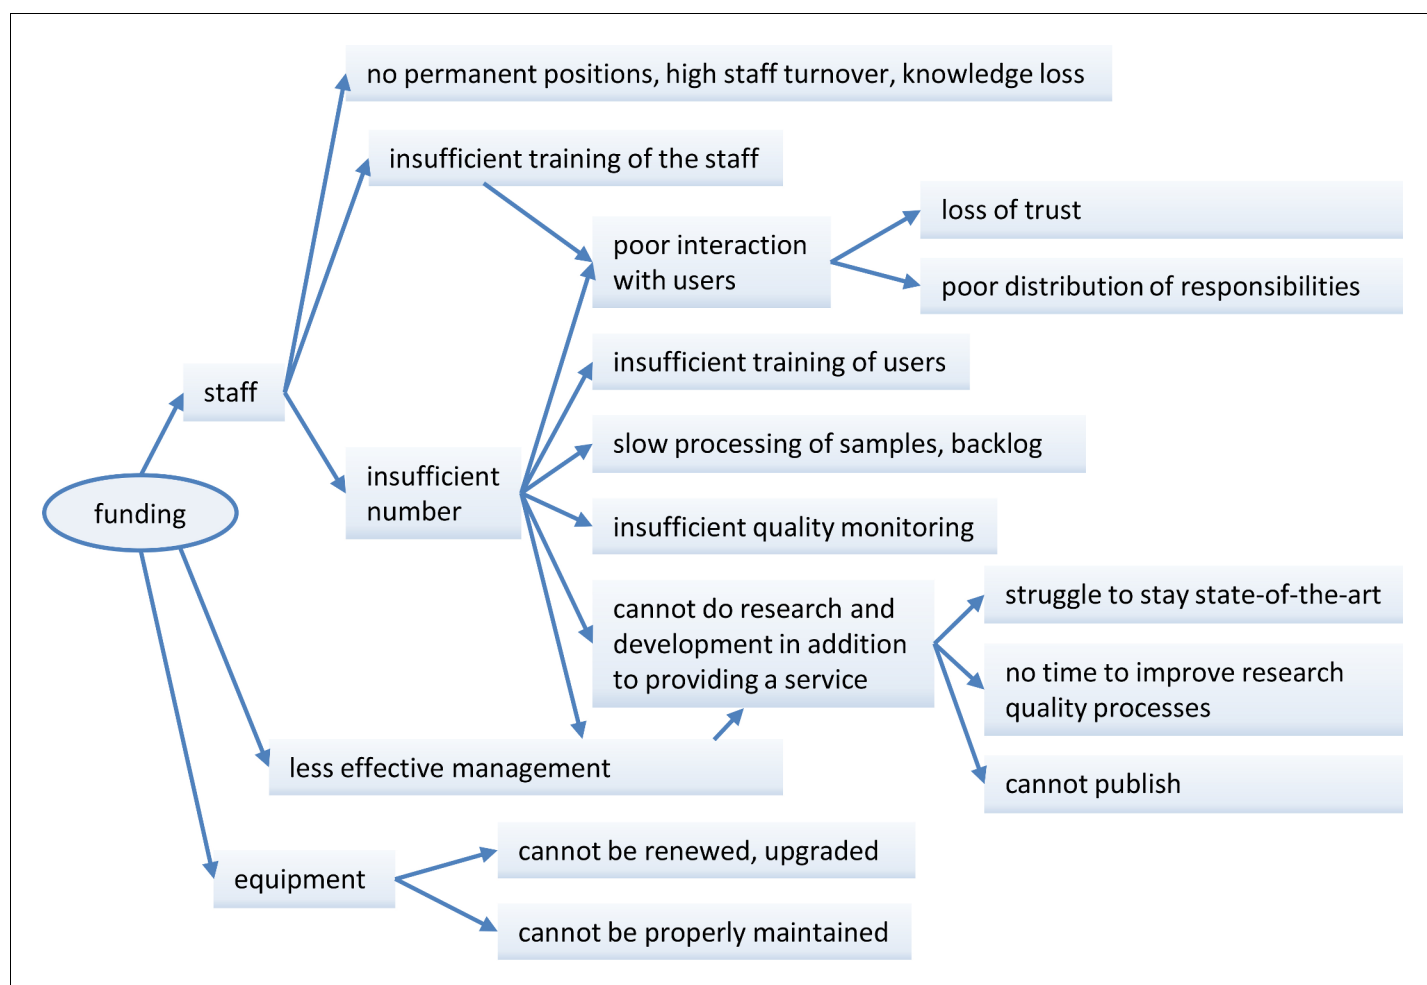 no permanent positions, high staff turnover, knowledge loss
insufficient training of the staff
loss of trust
poor interaction
with users
poor distribution of responsibilities
insufficient training of users
staff
slow processing of samples, backlog
insufficient
number
funding
insufficient quality monitoring
cannot do research and
development in addition
to providing a service
struggle to stay state-of-the-art
no time to improve research
quality processes
less effective management
cannot publish
cannot be renewed, upgraded
equipment
cannot be properly maintained